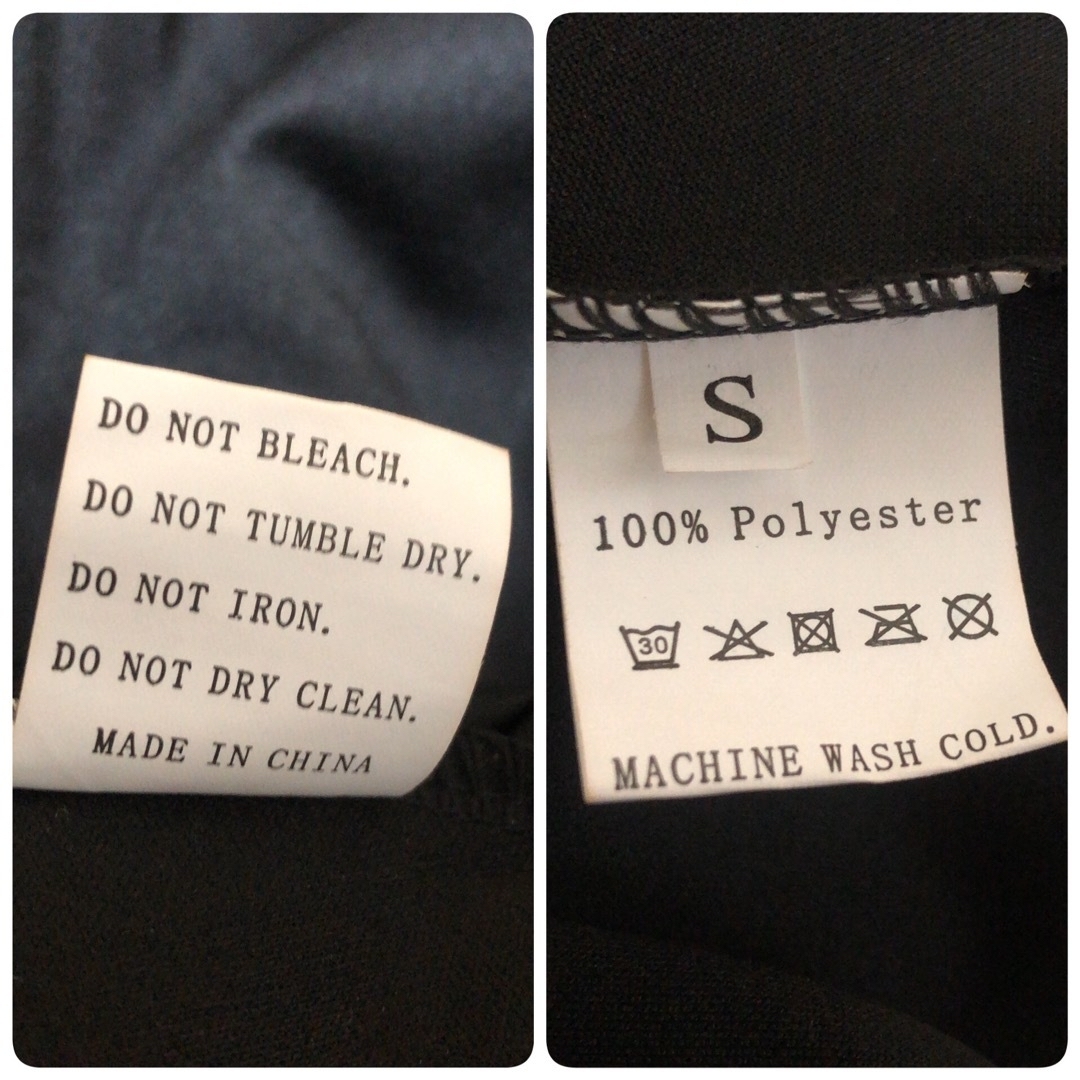 DO NOT BLEACH.
DO NOT TUMBLE DRY.
DO NOT IRON.
DO NOT DRY CLEAN.
MADE IN CHINA
S
100% Polyester
30
MACHINE WASH COLD.